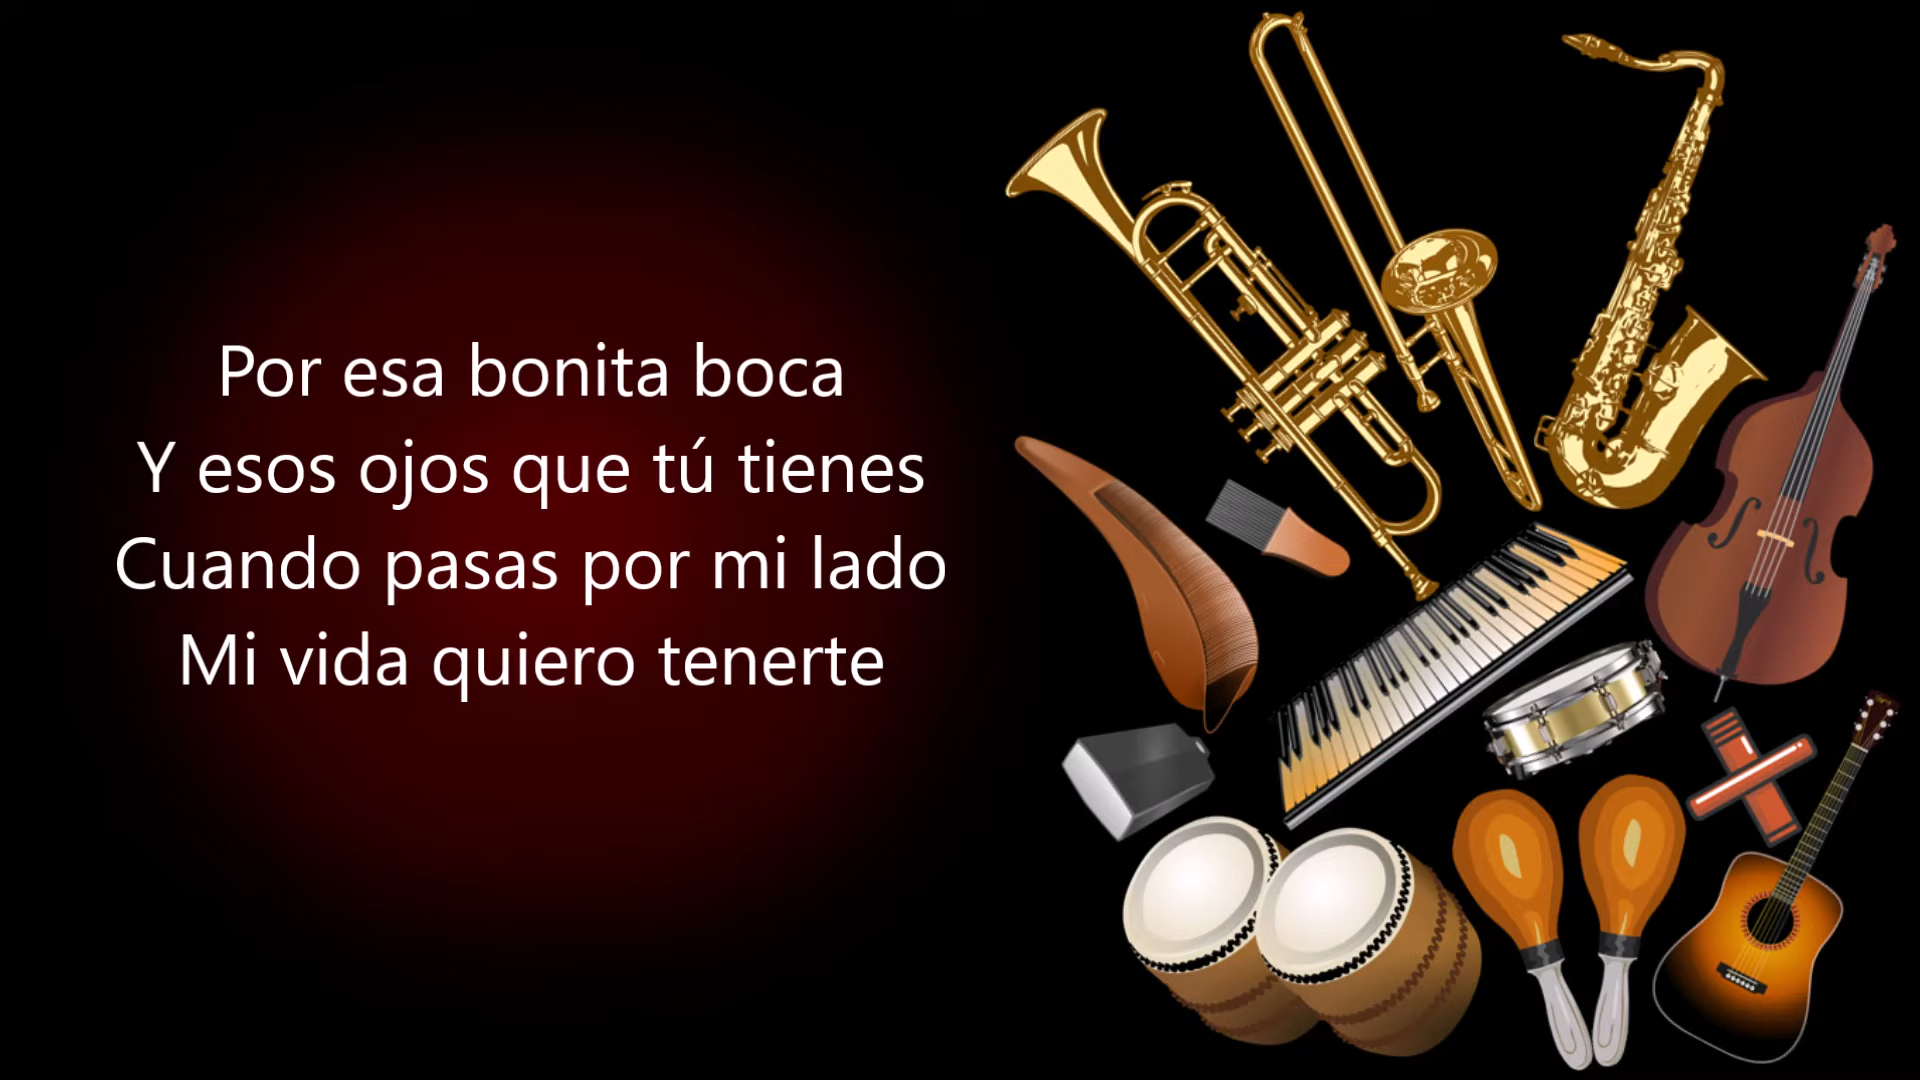 Por esa bonita boca
Y esos ojos que tú tienes
Cuando pasas por mi lado
Mi vida quiero tenerte